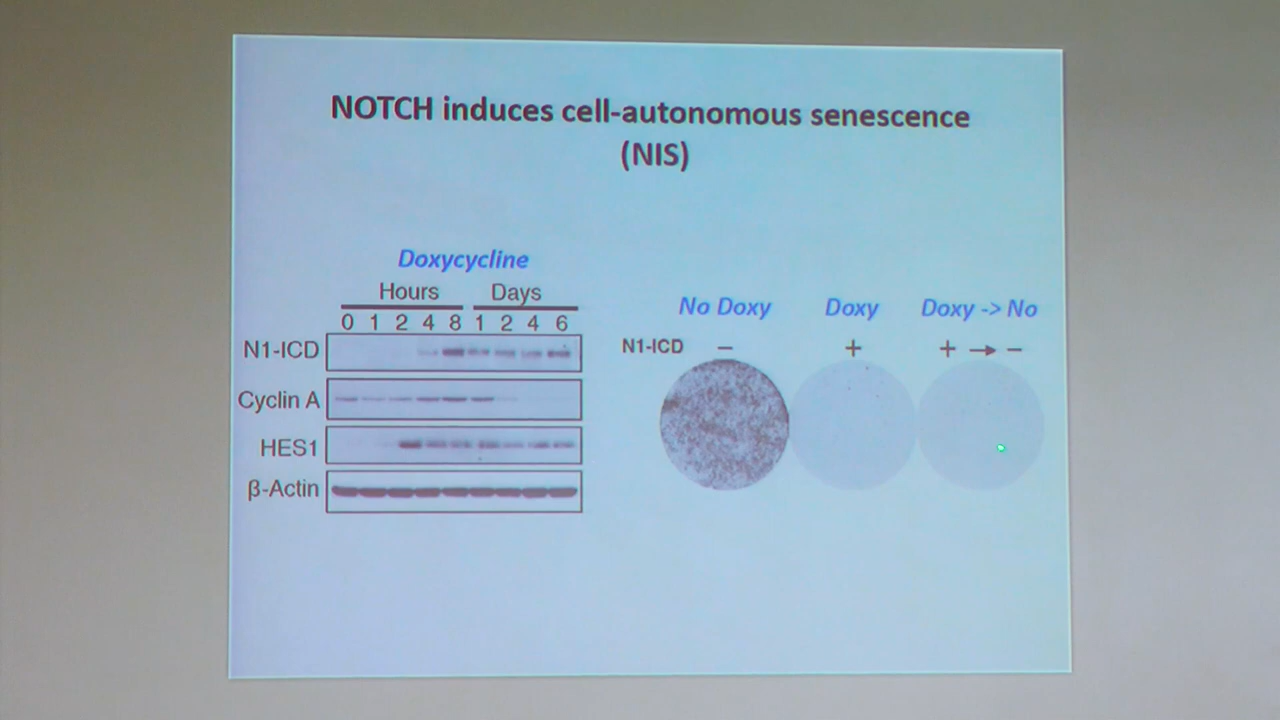 NOTCH induces cell-autonomous senescence
(NIS)
Doxycycline
Hours Days
0 1 2 4 8 1 2 4 6
N1-ICD
Cyclin A
HES1
β-Actin
No Doxy Doxy Doxy -> No
N1-ICD − + + → −